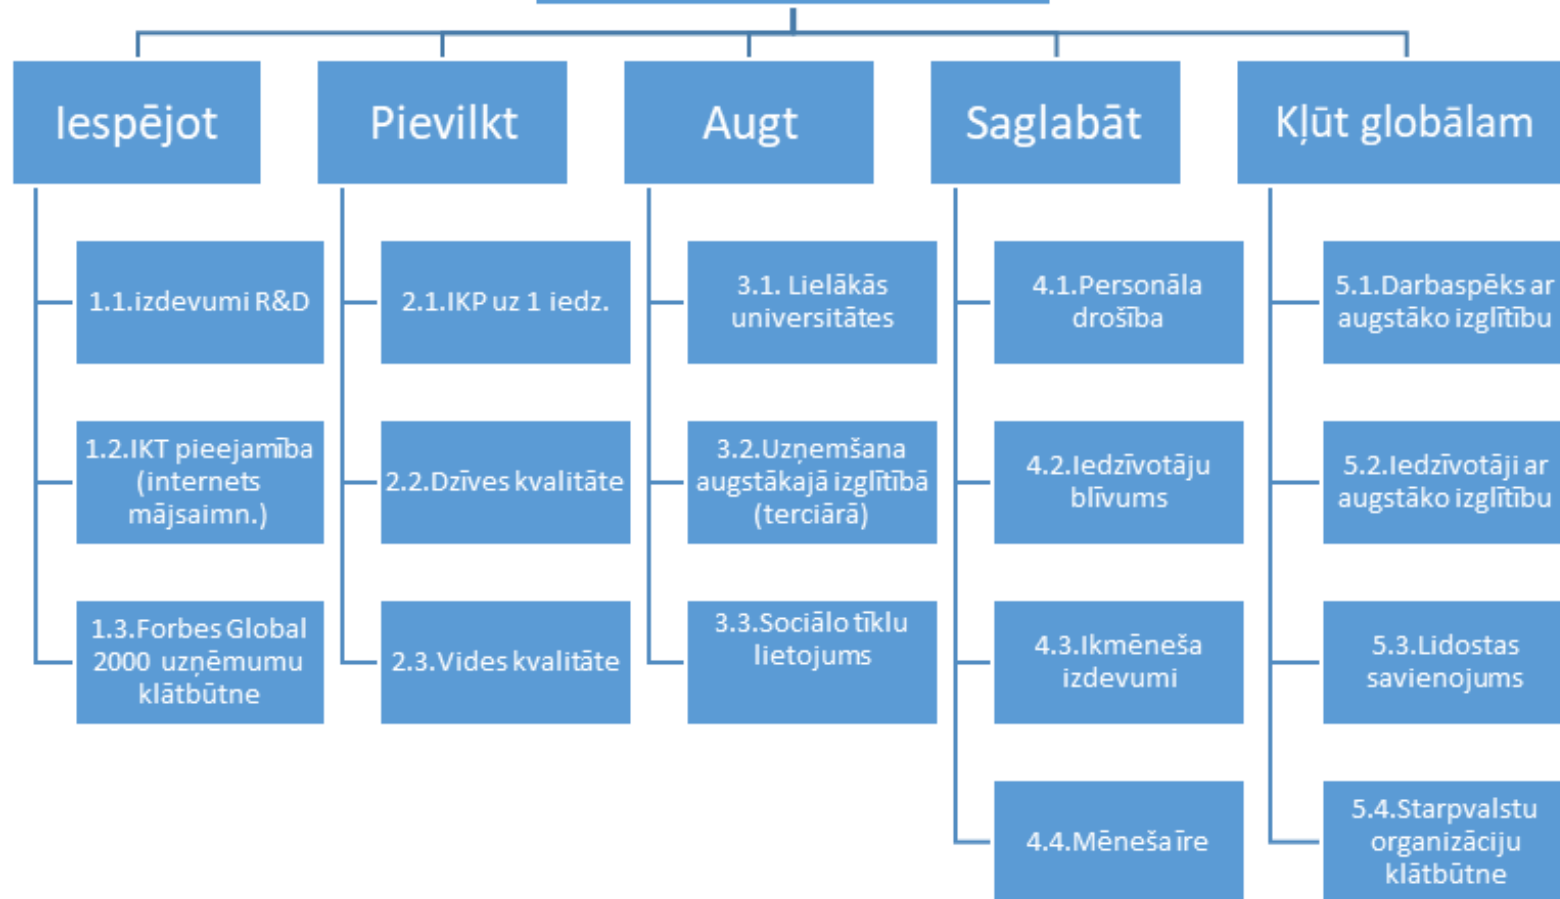 Iespējot
1.1.izdevumi R&D
1.2.IKT pieejamība
(internets
mājsaimn.)
1.3.Forbes Global
2000 uzņēmumu
klātbūtne
Pievilkt
2.1.IKP uz 1 iedz.
2.2.Dzīves kvalitāte
2.3.Vides kvalitāte
Augt
3.1. Lielākās
universitātes
3.2.Uzņemšana
augstākajā izglītībā
(terciārā)
3.3.Sociālo tīklu
lietojums
Saglabāt
4.1.Personāla
drošība
4.2.Iedzīvotāju
blīvums
4.3.Ikmēneša
izdevumi
4.4.Mēneša īre
Kļūt globālam
5.1.Darbaspēks ar
augstāko izglītību
5.2.Iedzīvotāji ar
augstāko izglītību
5.3.Lidostas
savienojums
5.4.Starpvalstu
organizāciju
klātbūtne